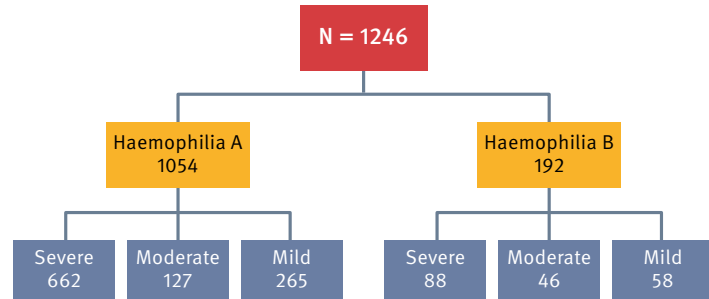 N = 1246
Haemophilia A
1054
Haemophilia B
192
Severe
662
Moderate
127
Mild
265
Severe
88
Moderate
46
Mild
58